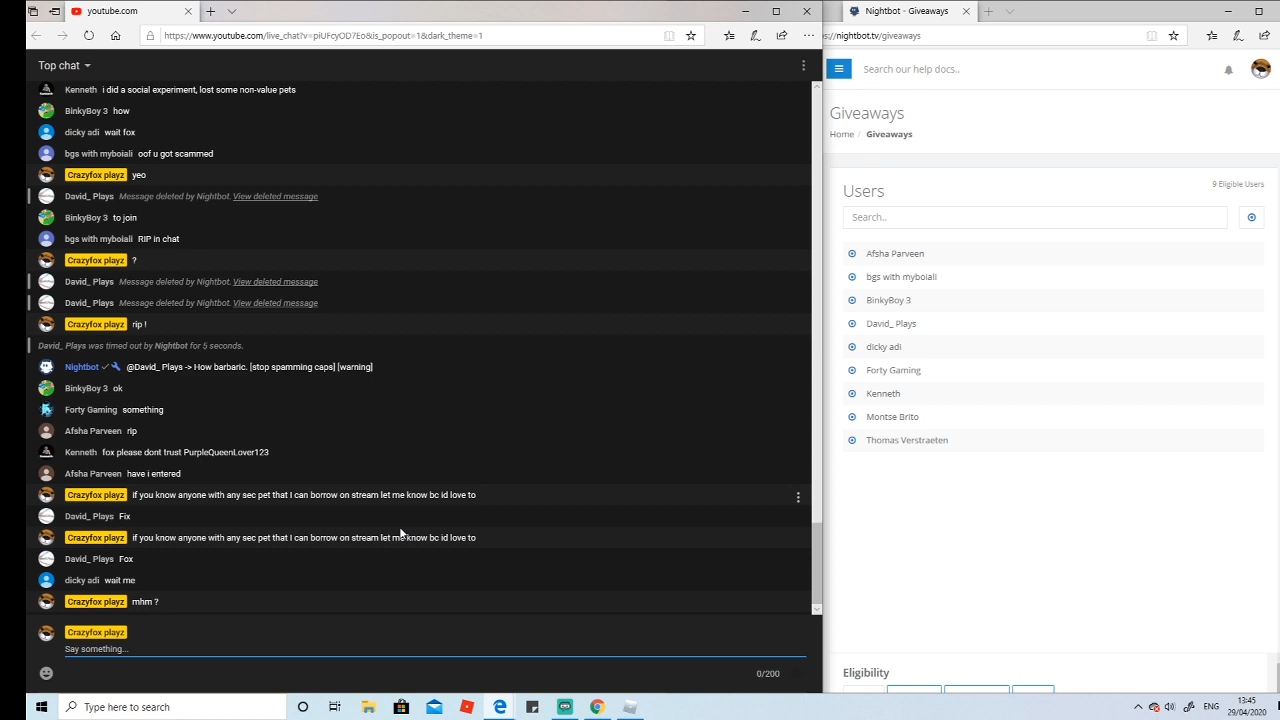 youtube.com
https://www.youtube.com/live_chat?v=piUFcyOD7Eo&is_popout=1&dark_theme=1
Top chat
Kenneth i did a social experiment, lost some non-value pets
BinkyBoy 3 how
dicky adi wait fox
bgs with myboiali oof u got scammed
Crazyfox playz yeo
David_ Plays Message deleted by Nightbot. View deleted message
BinkyBoy 3 to join
bgs with myboiali RIP in chat
Crazyfox playz ?
David_ Plays Message deleted by Nightbot. View deleted message
David_ Plays Message deleted by Nightbot. View deleted message
Crazyfox playz rip !
David_ Plays was timed out by Nightbot for 5 seconds.
Nightbot @David_ Plays -> How barbaric. [stop spamming caps] [warning]
BinkyBoy 3 ok
Forty Gaming something
Afsha Parveen rip
Kenneth fox please dont trust PurpleQueenLover123
Afsha Parveen have i entered
Crazyfox playz if you know anyone with any sec pet that I can borrow on stream let me know bc id love to
David_ Plays Fix
Crazyfox playz if you know anyone with any sec pet that I can borrow on stream let me know bc id love to
David_ Plays Fox
dicky adi wait me
Crazyfox playz mhm ?
Crazyfox playz
Say something...
0/200
Nightbot - Giveaways
s://nightbot.tv/giveaways
Search our help docs..
Giveaways
Home / Giveaways
Users
9 Eligible Users
Search..
Afsha Parveen
bgs with myboiali
BinkyBoy 3
David_ Plays
dicky adi
Forty Gaming
Kenneth
Montse Brito
Thomas Verstraeten
Eligibility
Type here to search
ENG
13:45
29/04/2020